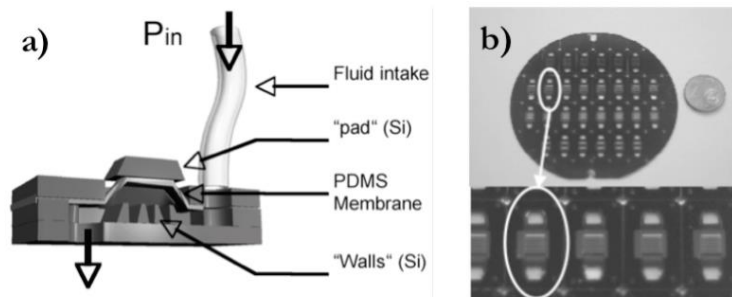 a)
Pin
Fluid intake
"pad" (Si)
PDMS
Membrane
"Walls" (Si)
b)